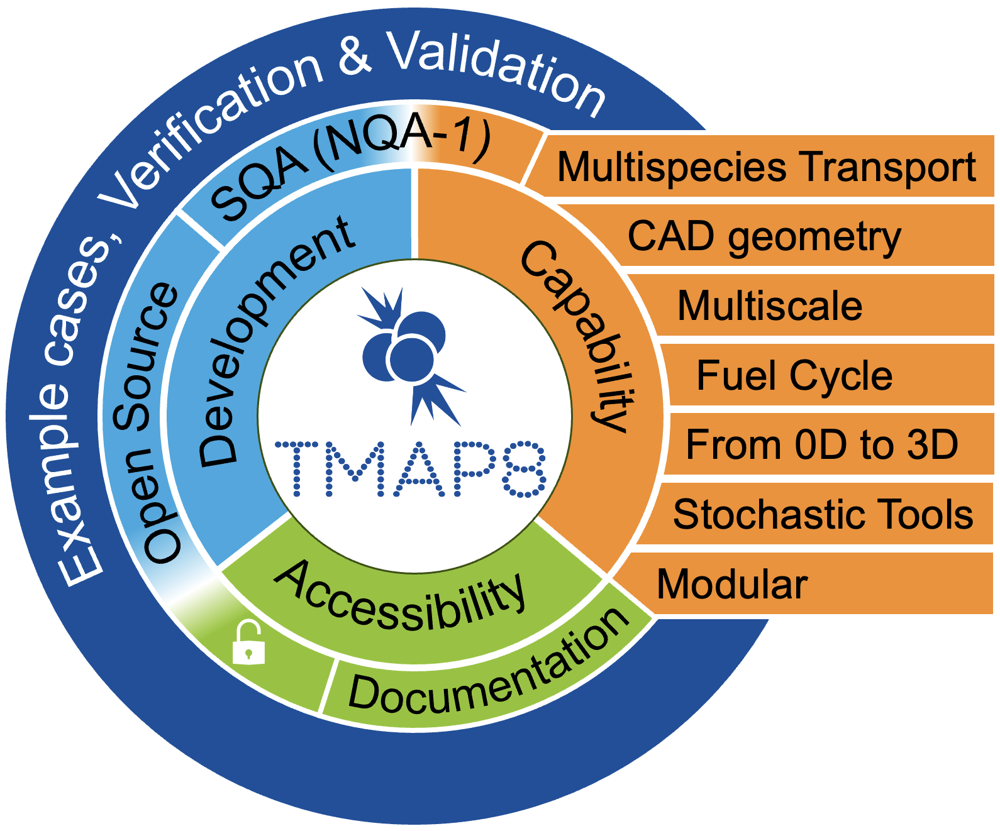 Example cases, Verification & Validation
SQA (NQA-1)
Open Source
Development
Capability
Accessibility
Documentation
TMAP8
Multispecies Transport
CAD geometry
Multiscale
Fuel Cycle
From 0D to 3D
Stochastic Tools
Modular